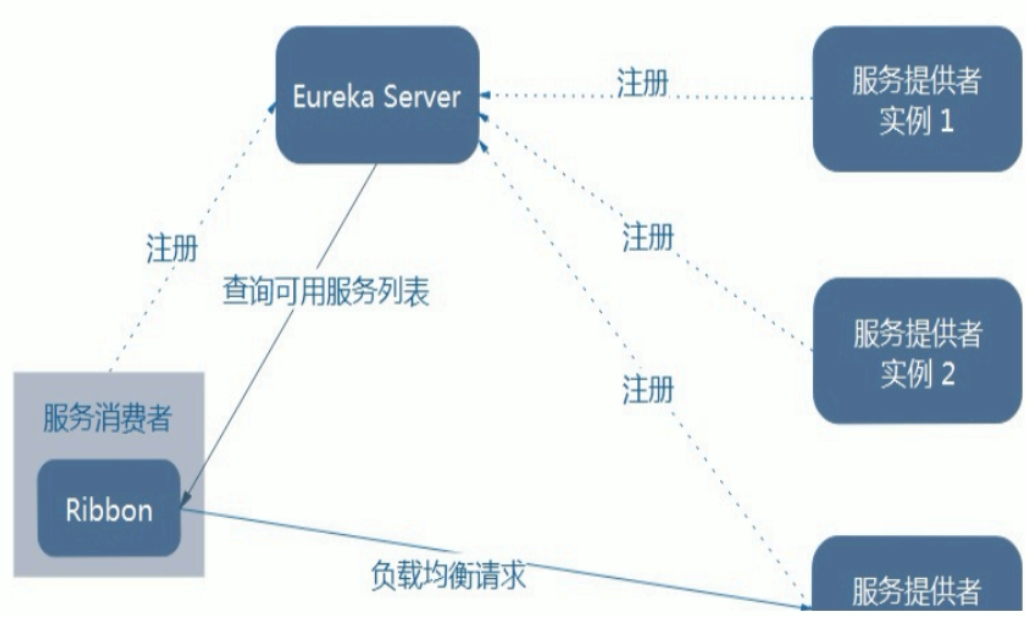 Eureka Server
注册
服务提供者
实例 1
注册
注册
查询可用服务列表
服务提供者
实例 2
注册
服务消费者
Ribbon
负载均衡请求
服务提供者